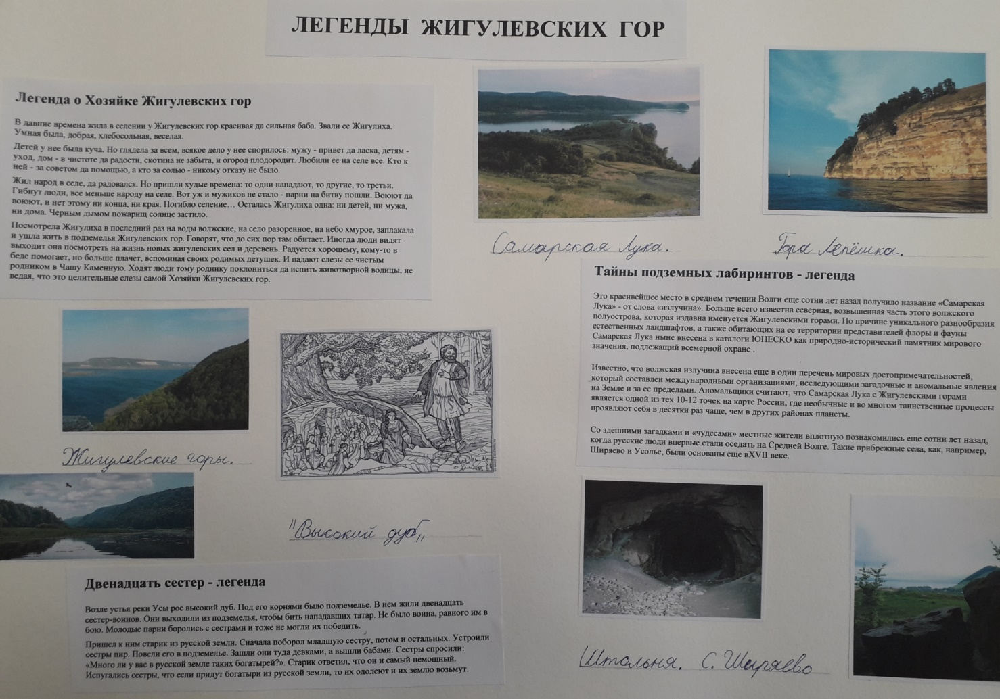 ЛЕГЕНДЫ ЖИГУЛЕВСКИХ ГОР
Легенда о Хозяйке Жигулевских гор
В давние времена жила в селении у Жигулевских гор красивая да сильная баба. Звали ее Жигулиха.
Умная была, добрая, хлебосольная, веселая.
Детей у нее была куча. Но глядела за всем, всякое дело у нее спорилось: мужу - привет да ласка, детям -
уход, дом - в чистоте да радости, скотина не забыта, и огород плодородит. Любили ее на селе все. Кто к
ней - за советом да помощью, а кто за солью - никому отказу не было.
Жил народ в селе, да радовался. Но пришли худые времена: то одни нападают, то другие, то третьи.
Гибнут люди, все меньше народу на селе. Вот уж и мужиков не стало - парни на битву пошли. Воюют да
воюют, и нет этому ни конца, ни края. Погибло селение… Осталась Жигулиха одна: ни детей, ни мужа,
ни дома. Черным дымом пожарищ солнце застило.
Посмотрела Жигулиха в последний раз на воды волжские, на село разоренное, на небо хмурое, заплакала
и ушла жить в подземелья Жигулевских гор. Говорят, что до сих пор там обитает. Иногда люди видят -
выходит она посмотреть на жизнь новых жигулевских сел и деревень. Радуется хорошему, кому-то в
беде помогает, но больше плачет, вспоминая своих родимых детушек. И падают слезы ее чистым
родником в Чашу Каменную. Ходят люди тому роднику поклониться да испить животворной водицы, не
ведая, что это целительные слезы самой Хозяйки Жигулевских гор.
Самарская Лука.
Гора Лепёшка.
Тайны подземных лабиринтов - легенда
Это красивейшее место в среднем течении Волги еще сотни лет назад получило название «Самарская
Лука» - от слова «излучина». Больше всего известна северная, возвышенная часть этого волжского
полуострова, которая издавна именуется Жигулевскими горами. По причине уникального разнообразия
естественных ландшафтов, а также обитающих на ее территории представителей флоры и фауны
Самарская Лука ныне внесена в каталоги ЮНЕСКО как природно-исторический памятник мирового
значения, подлежащий всемерной охране .
Известно, что волжская излучина внесена еще в один перечень мировых достопримечательностей,
который составлен международными организациями, исследующими загадочные и аномальные явления
на Земле и за ее пределами. Аномальщики считают, что Самарская Лука с Жигулевскими горами
является одной из тех 10-12 точек на карте России, где необычные и во многом таинственные процессы
проявляют себя в десятки раз чаще, чем в других районах планеты.
Со здешними загадками и «чудесами» местные жители вплотную познакомились еще сотни лет назад,
когда русские люди впервые стали оседать на Средней Волге. Такие прибрежные села, как, например,
Ширяево и Усолье, были основаны еще вXVII веке.
Жигулевские горы.
"Высокий дуб„
Двенадцать сестер - легенда
Возле устья реки Усы рос высокий дуб. Под его корнями было подземелье. В нем жили двенадцать
сестер-воинов. Они выходили из подземелья, чтобы бить нападавших татар. Не было воина, равного им в
бою. Молодые парни боролись с сестрами и тоже не могли их победить.
Пришел к ним старик из русской земли. Сначала поборол младшую сестру, потом и остальных. Устроили
сестры пир. Повели его в подземелье. Зашли они туда девками, а вышли бабами. Сестры спросили:
«Много ли у вас в русской земле таких богатырей?». Старик ответил, что он и самый немощный.
Испугались сестры, что если придут богатыри из русской земли, то их одолеют и их землю возьмут.
Штольня. С. Ширяево